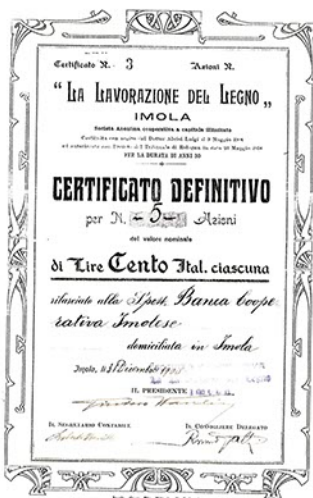 Certificato N. 3 Azioni N.
“ LA LAVORAZIONE DEL LEGNO „
IMOLA
Società Anonima cooperativa a capitale illimitato
PER LA DURATA DI ANNI 30
CERTIFICATO DEFINITIVO
per N. 5 Azioni
del valore nominale
di Lire Cento Ital. ciascuna
rilasciato alla Spett. Banca Coope
rativa Imolese
domiciliata in Imola
Imola, li 31 Dicembre
IL PRESIDENTE
IL SEGRETARIO CONTABILE IL CONSIGLIERE DELEGATO